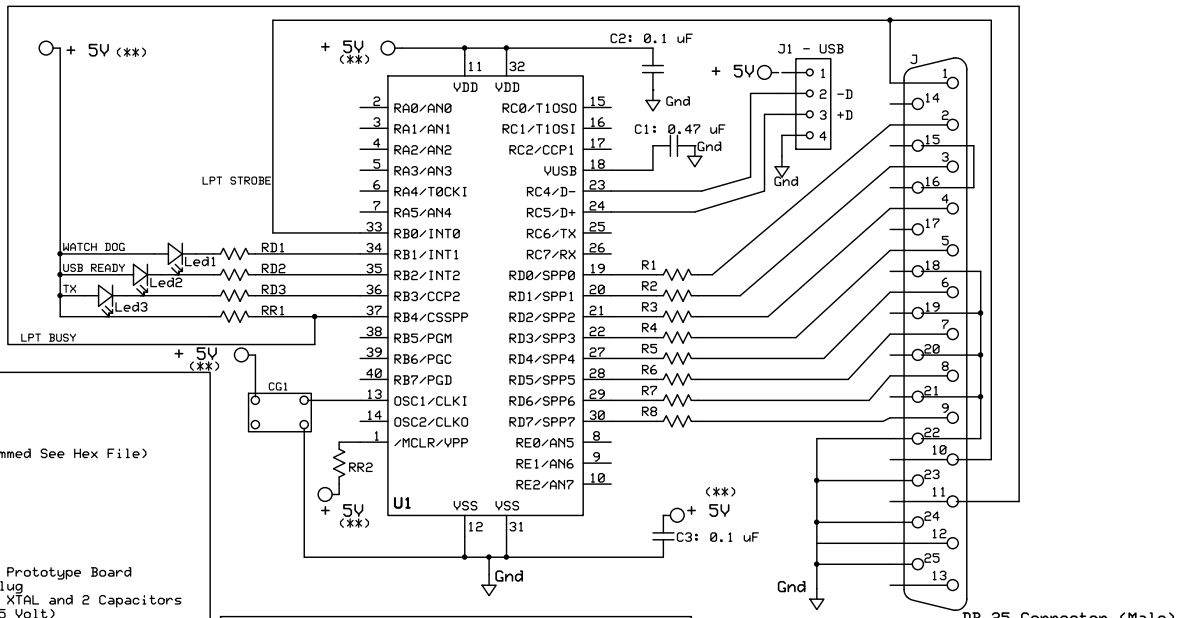 + 5V (**)
+ 5V
(**)
C2: 0.1 uF
Gnd
C1: 0.47 uF
Gnd
J1 - USB
+ 5V
1
2 -D
3 +D
4
Gnd
11 32
VDD VDD
2 RA0/AN0
3 RA1/AN1
4 RA2/AN2
5 RA3/AN3
6 RA4/T0CKI
7 RA5/AN4
33 RB0/INT0
34 RB1/INT1
35 RB2/INT2
36 RB3/CCP2
37 RB4/CSSPP
38 RB5/PGM
39 RB6/PGC
40 RB7/PGD
13 OSC1/CLKI
14 OSC2/CLKO
1 /MCLR/VPP
RC0/T1OSO 15
RC1/T1OSI 16
RC2/CCP1 17
VUSB 18
RC4/D- 23
RC5/D+ 24
RC6/TX 25
RC7/RX 26
RD0/SPP0 19
RD1/SPP1 20
RD2/SPP2 21
RD3/SPP3 22
RD4/SPP4 27
RD5/SPP5 28
RD6/SPP6 29
RD7/SPP7 30
RE0/AN5 8
RE1/AN6 9
RE2/AN7 10
U1
VSS VSS
12 31
Gnd
LPT STROBE
WATCH DOG
Led1
RD1
USB READY
Led2
RD2
TX
Led3
RD3
RR1
LPT BUSY
+ 5V
(**)
CG1
RR2
+ 5V
(**)
R1
R2
R3
R4
R5
R6
R7
R8
(**)
+ 5V
C3: 0.1 uF
J
1
14
2
15
3
16
4
17
5
18
6
19
7
20
8
21
9
22
10
23
11
24
12
25
13
Gnd
mmed See Hex File)
Prototype Board
lug
XTAL and 2 Capacitors
5 Volt)
DB 25 Connector (Male)